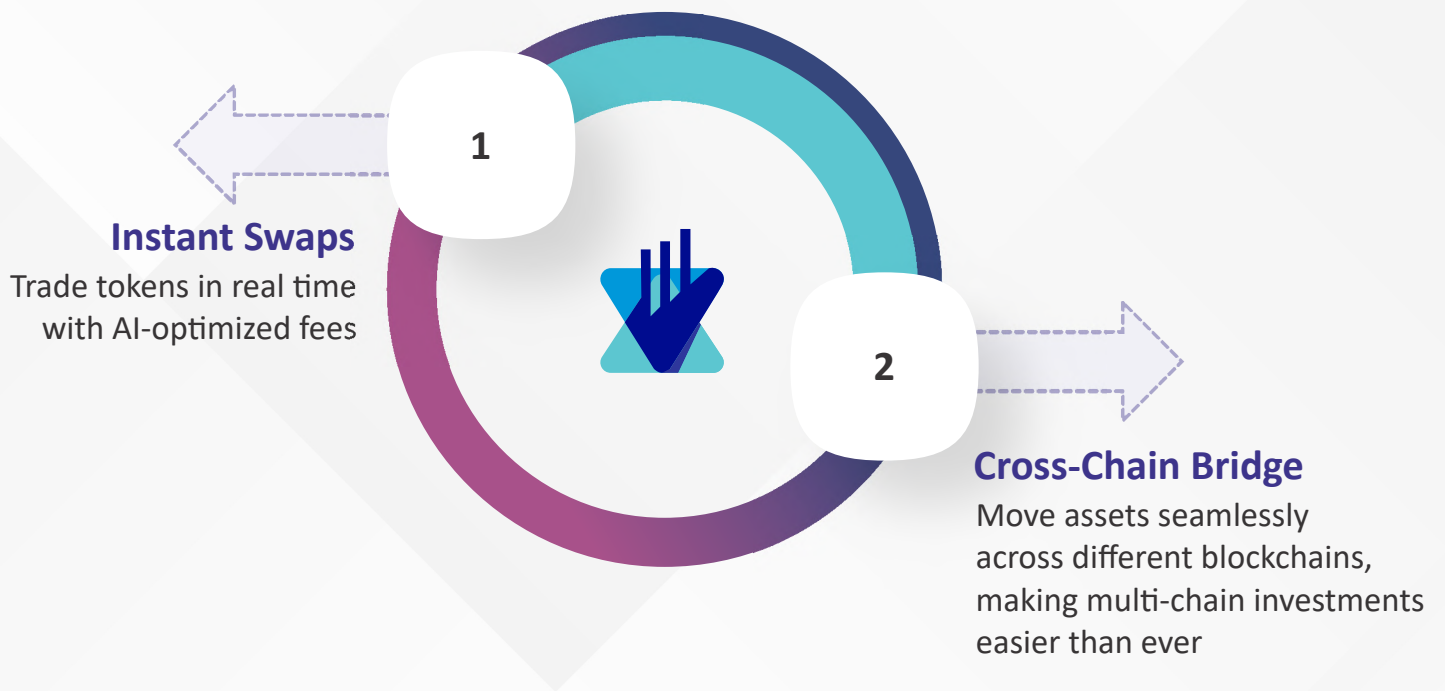 1
Instant Swaps
Trade tokens in real time
with AI-optimized fees
2
Cross-Chain Bridge
Move assets seamlessly
across different blockchains,
making multi-chain investments
easier than ever